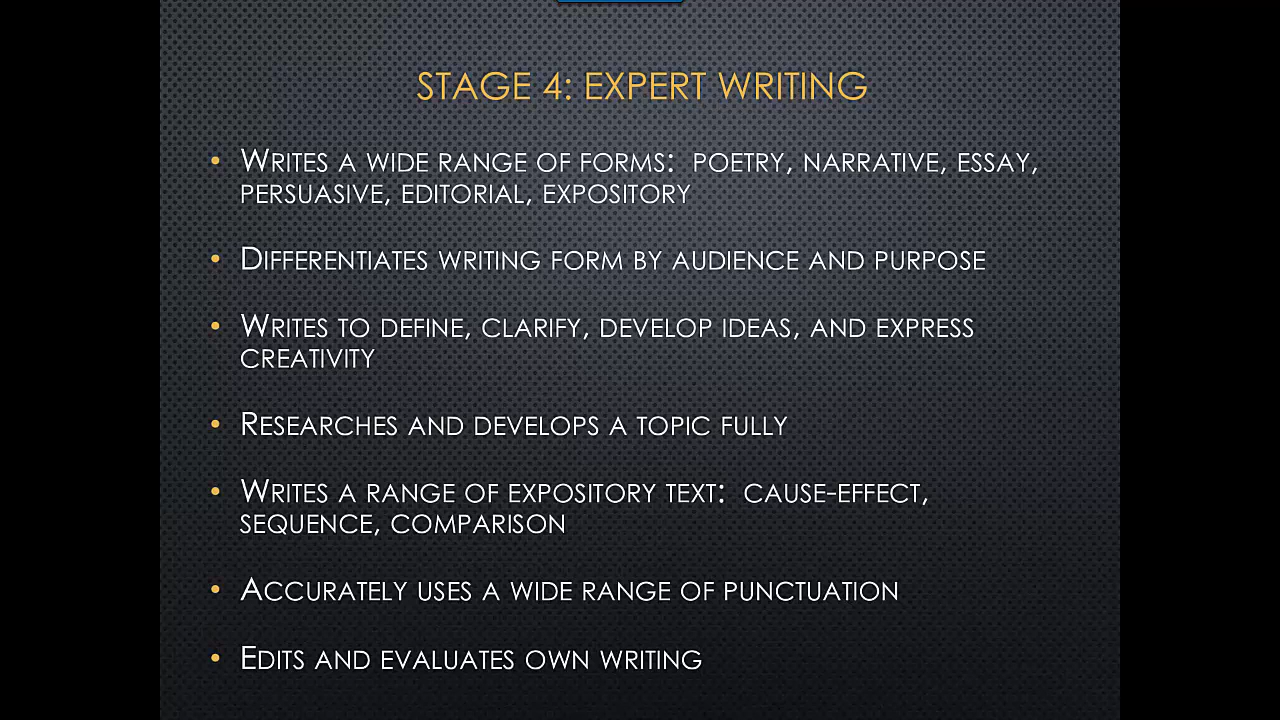 STAGE 4: EXPERT WRITING
• WRITES A WIDE RANGE OF FORMS: POETRY, NARRATIVE, ESSAY,
PERSUASIVE, EDITORIAL, EXPOSITORY
• DIFFERENTIATES WRITING FORM BY AUDIENCE AND PURPOSE
• WRITES TO DEFINE, CLARIFY, DEVELOP IDEAS, AND EXPRESS
CREATIVITY
• RESEARCHES AND DEVELOPS A TOPIC FULLY
• WRITES A RANGE OF EXPOSITORY TEXT: CAUSE-EFFECT,
SEQUENCE, COMPARISON
• ACCURATELY USES A WIDE RANGE OF PUNCTUATION
• EDITS AND EVALUATES OWN WRITING